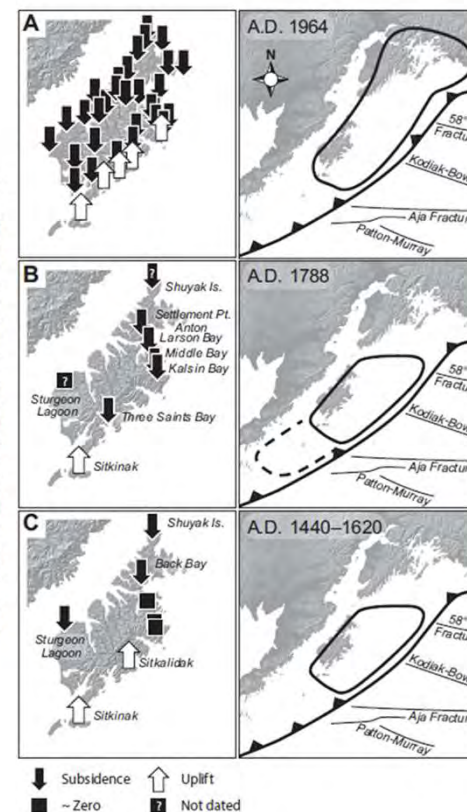 A
A.D. 1964
N
58°
Fractu
Kodiak-Bow
Aja Fractur
Patton-Murray
B
A.D. 1788
?
Shuyak Is.
Settlement Pt.
Anton
Larson Bay
Middle Bay
Kalsin Bay
?
Sturgeon
Lagoon
Three Saints Bay
Sitkinak
58°
Fractu
Kodiak-Bow
Aja Fractur
Patton-Murray
C
A.D. 1440–1620
Shuyak Is.
Back Bay
Sturgeon
Lagoon
Sitkalidak
Sitkinak
58°
Fractu
Kodiak-Bow
Aja Fractur
Patton-Murray
Subsidence
Uplift
~ Zero
? Not dated